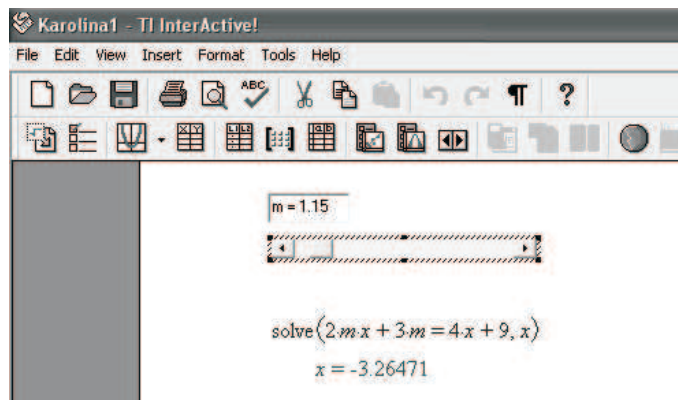 Karolina1 - TI InterActive!
File Edit View Insert Format Tools Help
ABC
m = 1.15
solve(2·m·x + 3·m = 4·x + 9, x)
x = -3.26471